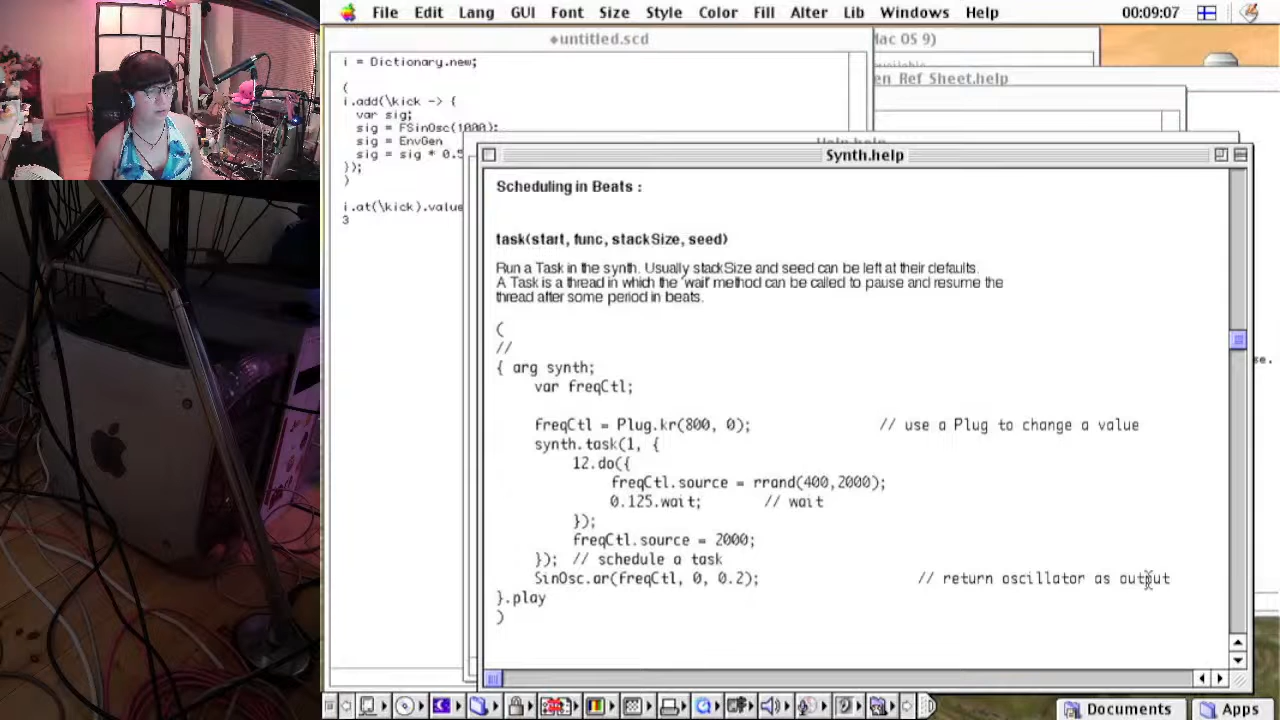 File Edit Lang GUI Font Size Style Color Fill Alter Lib Windows Help 00:09:07
◆untitled.scd
Mac OS 9)
en_Ref_Sheet.help
i = Dictionary.new;
(
i.add(\kick -> {
var sig;
sig = FSinOsc(1000);
sig = EnvGen
sig = sig * 0.5
});
)
i.at(\kick).value
3
Synth.help
Scheduling in Beats :
task(start, func, stackSize, seed)
Run a Task in the synth. Usually stackSize and seed can be left at their defaults.
A Task is a thread in which the 'wait' method can be called to pause and resume the
thread after some period in beats.
(
//
{ arg synth;
var freqCtl;
freqCtl = Plug.kr(800, 0); // use a Plug to change a value
synth.task(1, {
12.do({
freqCtl.source = rrand(400,2000);
0.125.wait; // wait
});
freqCtl.source = 2000;
}); // schedule a task
SinOsc.ar(freqCtl, 0, 0.2); // return oscillator as output
}.play
)
se.
Documents Apps